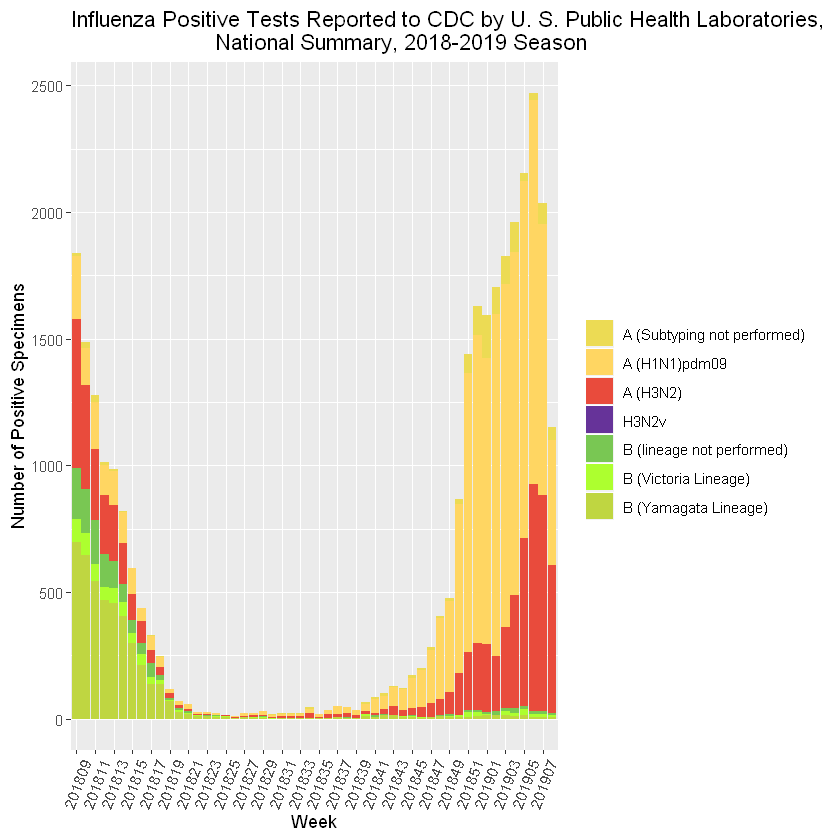 Influenza Positive Tests Reported to CDC by U. S. Public Health Laboratories,
National Summary, 2018-2019 Season
Number of Positive Specimens
2500
2000
1500
1000
500
0
A (Subtyping not performed)
A (H1N1)pdm09
A (H3N2)
H3N2v
B (lineage not performed)
B (Victoria Lineage)
B (Yamagata Lineage)
201809
201811
201813
201815
201817
201819
201821
201823
201825
201827
201829
201831
201833
201835
201837
201839
201841
201843
201845
201847
201849
201851
201901
201903
201905
201907
Week